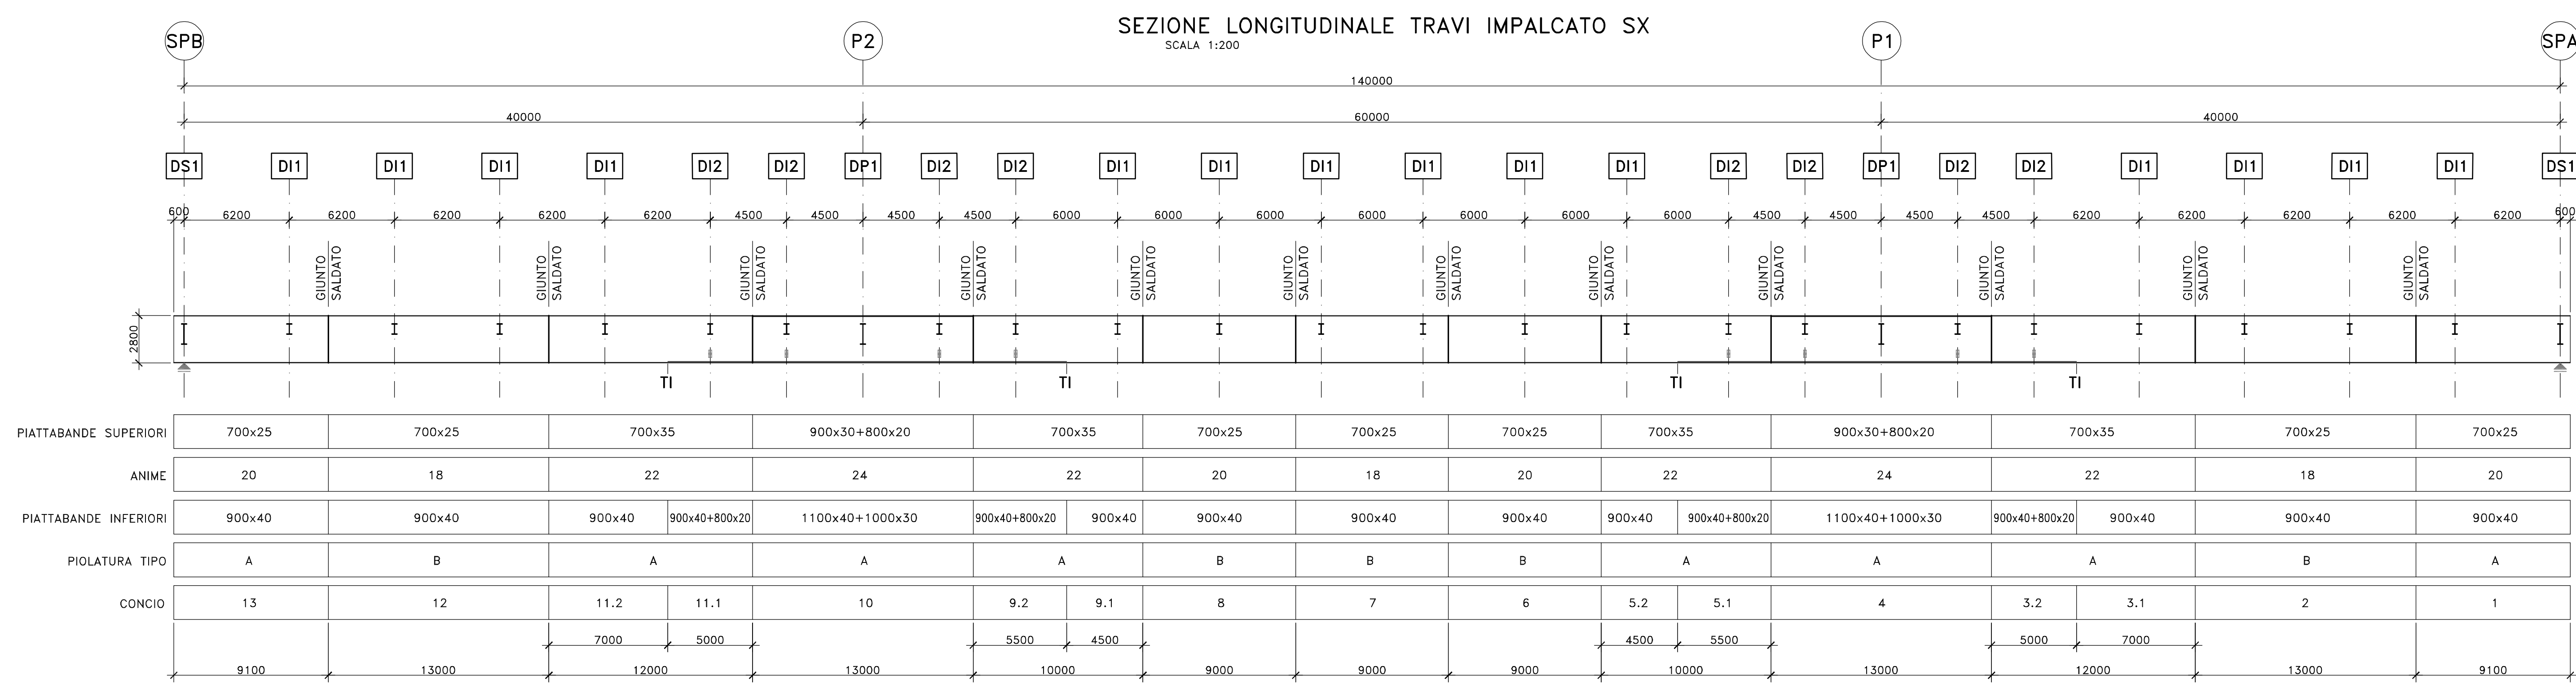 SEZIONE LONGITUDINALE TRAVI IMPALCATO SX
SCALA 1:200
SPB P2 P1 SPA
140000
40000 60000 40000
DS1 DI1 DI1 DI1 DI1 DI2 DI2 DP1 DI2 DI2 DI1 DI1 DI1 DI1 DI1 DI1 DI2 DI2 DP1 DI2 DI2 DI1 DI1 DI1 DI1 DS1
600 6200 6200 6200 6200 6200 4500 4500 4500 4500 6000 6000 6000 6000 6000 6000 6000 4500 4500 4500 4500 6200 6200 6200 6200 6200 600
GIUNTO SALDATO GIUNTO SALDATO GIUNTO SALDATO GIUNTO SALDATO GIUNTO SALDATO GIUNTO SALDATO GIUNTO SALDATO GIUNTO SALDATO GIUNTO SALDATO GIUNTO SALDATO GIUNTO SALDATO GIUNTO SALDATO
2800
TI TI TI TI
PIATTABANDE SUPERIORI 700x25 700x25 700x35 900x30+800x20 700x35 700x25 700x25 700x25 700x35 900x30+800x20 700x35 700x25 700x25
ANIME 20 18 22 24 22 20 18 20 22 24 22 18 20
PIATTABANDE INFERIORI 900x40 900x40 900x40 900x40+800x20 1100x40+1000x30 900x40+800x20 900x40 900x40 900x40 900x40 900x40 900x40+800x20 1100x40+1000x30 900x40+800x20 900x40 900x40 900x40
PIOLATURA TIPO A B A A A B B B A A A B A
CONCIO 13 12 11.2 11.1 10 9.2 9.1 8 7 6 5.2 5.1 4 3.2 3.1 2 1
7000 5000 5500 4500 4500 5500 5000 7000
9100 13000 12000 13000 10000 9000 9000 9000 10000 13000 12000 13000 9100